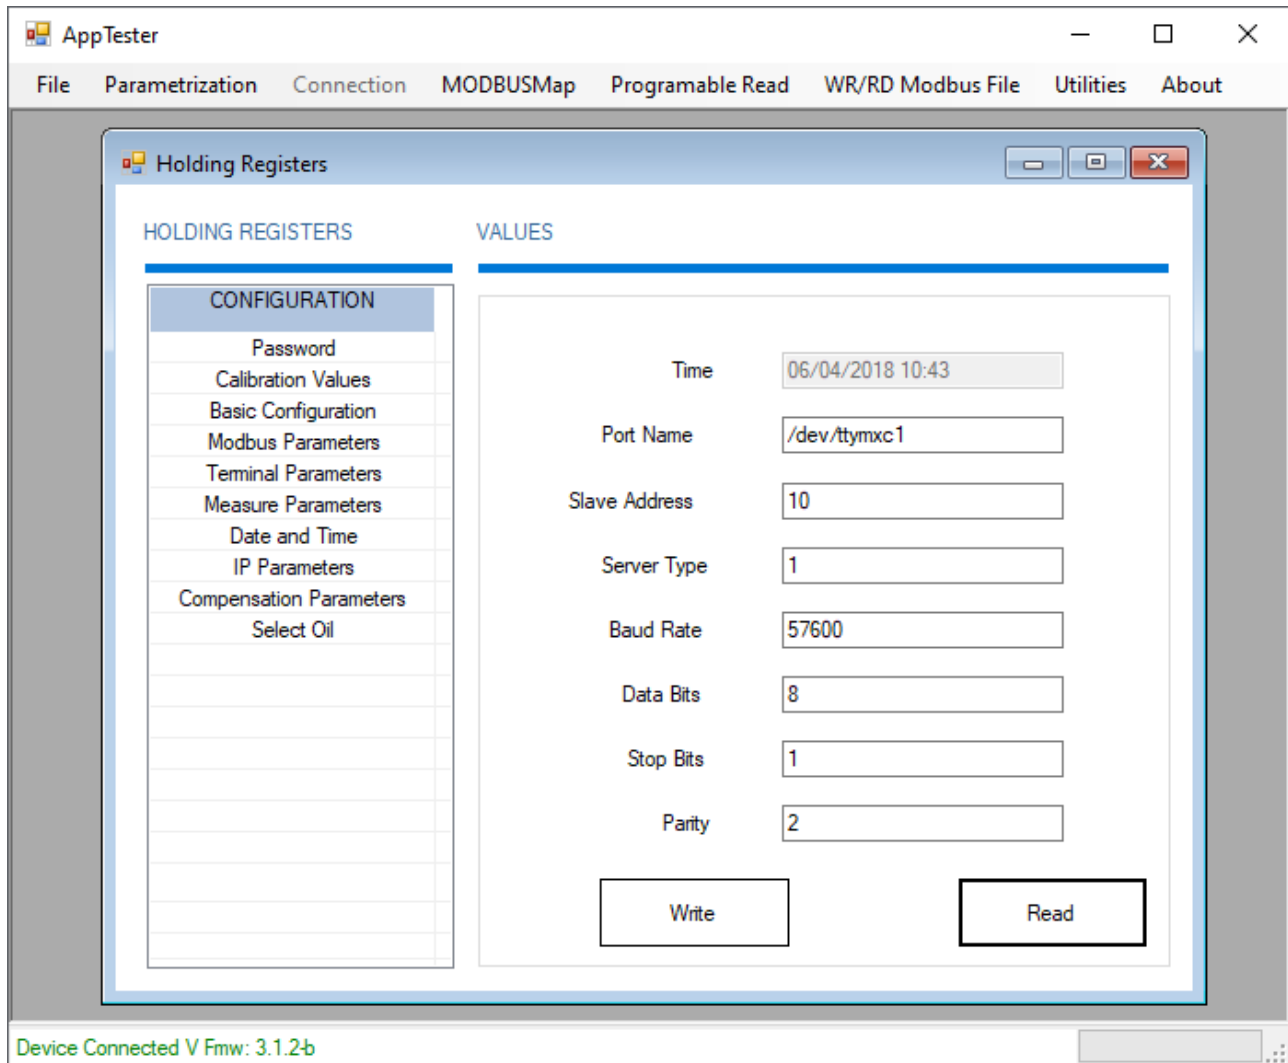 AppTester
File Parametrization Connection MODBUSMap Programable Read WR/RD Modbus File Utilities About
Holding Registers
HOLDING REGISTERS
CONFIGURATION
Password
Calibration Values
Basic Configuration
Modbus Parameters
Terminal Parameters
Measure Parameters
Date and Time
IP Parameters
Compensation Parameters
Select Oil
VALUES
Time 06/04/2018 10:43
Port Name /dev/ttymxc1
Slave Address 10
Server Type 1
Baud Rate 57600
Data Bits 8
Stop Bits 1
Parity 2
Write Read
Device Connected V Fmw: 3.1.2-b